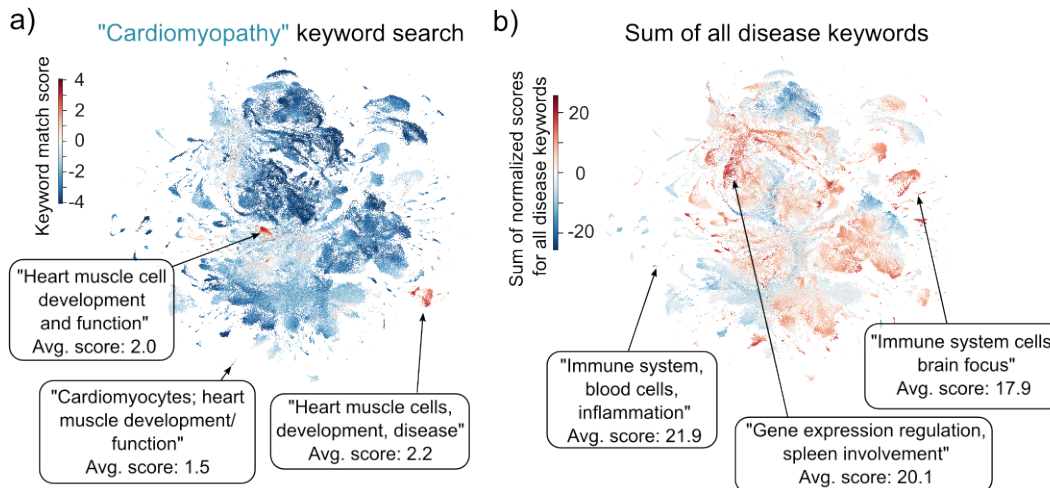 a)
"Cardiomyopathy" keyword search
Keyword match score
4
2
0
-2
-4
"Heart muscle cell
development
and function"
Avg. score: 2.0
"Cardiomyocytes; heart
muscle development/
function"
Avg. score: 1.5
"Heart muscle cells,
development, disease"
Avg. score: 2.2
b)
Sum of all disease keywords
Sum of normalized scores
for all disease keywords
20
0
-20
"Immune system,
blood cells,
inflammation"
Avg. score: 21.9
"Gene expression regulation,
spleen involvement"
Avg. score: 20.1
"Immune system cells,
brain focus"
Avg. score: 17.9